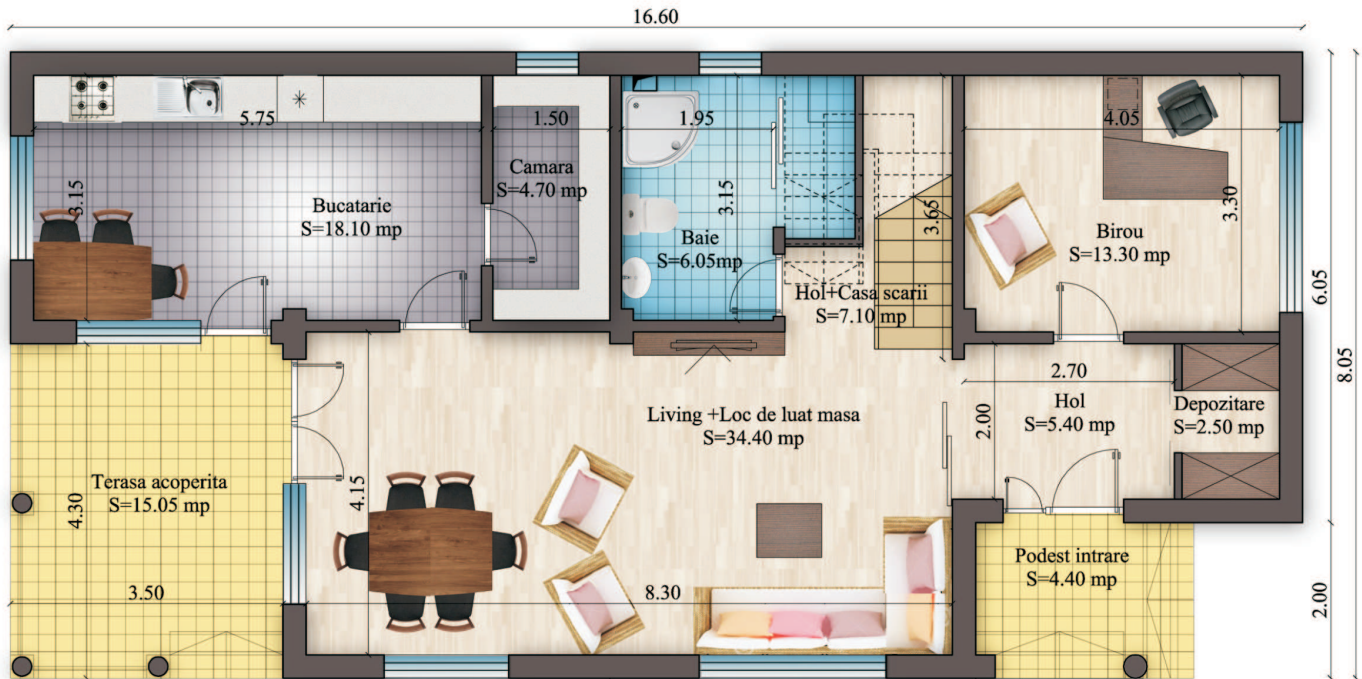 16.60
5.75
1.50
1.95
4.05
3.15
Camara
S=4.70 mp
Bucatarie
S=18.10 mp
3.15
Baie
S=6.05mp
3.65
Birou
S=13.30 mp
3.30
Hol+Casa scarii
S=7.10 mp
6.05
8.05
2.70
Hol
S=5.40 mp
2.00
Depozitare
S=2.50 mp
Living +Loc de luat masa
S=34.40 mp
Terasa acoperita
S=15.05 mp
4.30
4.15
3.50
8.30
Podest intrare
S=4.40 mp
2.00